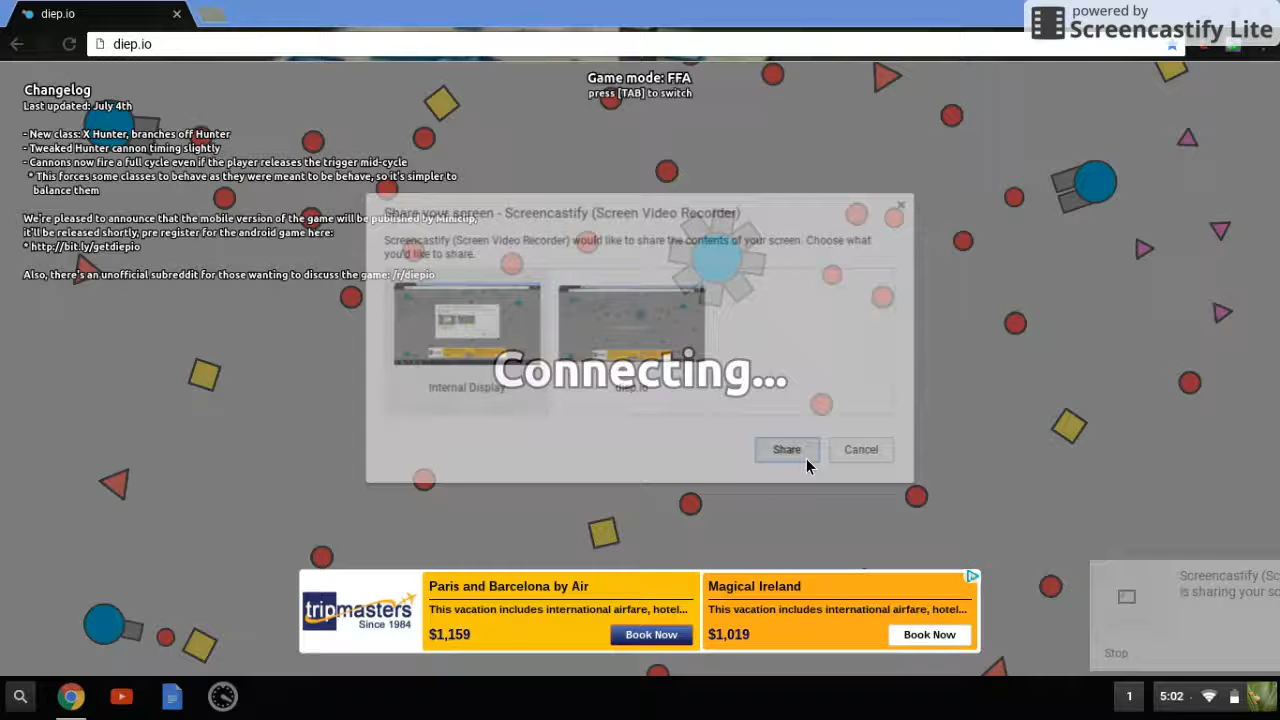 diep.io
powered by
Screencastify Lite
diep.io
Game mode: FFA
press [TAB] to switch
Changelog
Last updated: July 4th
- New class: X Hunter, branches off Hunter
- Tweaked Hunter cannon timing slightly
- Cannons now fire a full cycle even if the player releases the trigger mid-cycle
* This forces some classes to behave as they were meant to be behave, so it's simpler to
balance them
We're pleased to announce that the mobile version of the game will be published by Miniclip,
it'll be released shortly, pre register for the android game here:
* http://bit.ly/getdiepio
Also, there's an unofficial subreddit for those wanting to discuss the game: /r/diepio
Share your screen - Screencastify (Screen Video Recorder)
Screencastify (Screen Video Recorder) would like to share the contents of your screen. Choose what
you'd like to share.
Connecting...
Internal Display
diep.io
Share
Cancel
tripmasters
Since 1984
Paris and Barcelona by Air
This vacation includes international airfare, hotel...
$1,159
Book Now
Magical Ireland
This vacation includes international airfare, hotel...
$1,019
Book Now
Screencastify (Sc
is sharing your sc
Stop
1
5:02